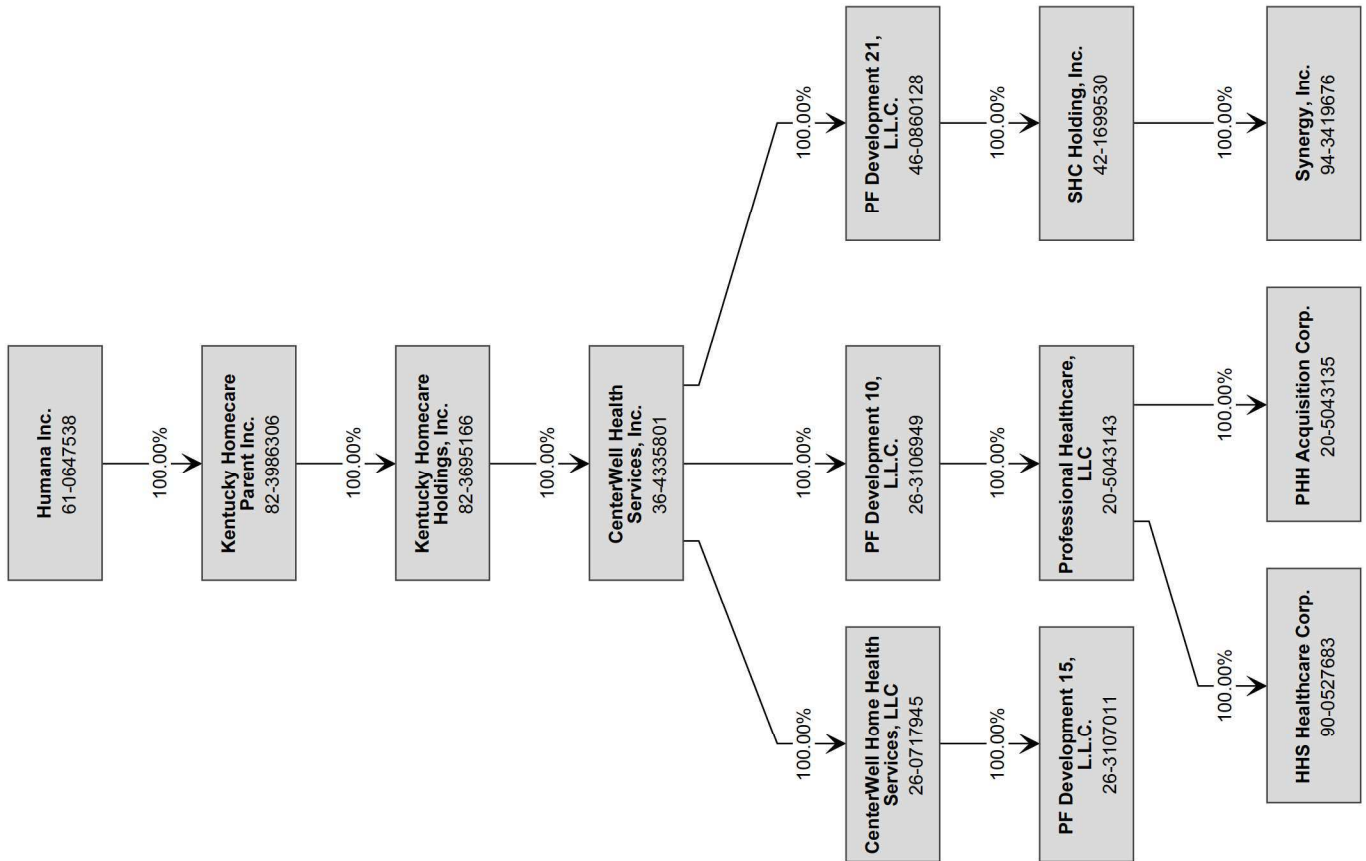 Humana Inc.
61-0647538
100.00%
Kentucky Homecare
Parent Inc.
82-3986306
100.00%
Kentucky Homecare
Holdings, Inc.
82-3695166
100.00%
CenterWell Health
Services, Inc.
36-4335801
100.00%
100.00%
100.00%
CenterWell Home Health
Services, LLC
26-0717945
PF Development 10,
L.L.C.
26-3106949
PF Development 21,
L.L.C.
46-0860128
100.00%
100.00%
100.00%
PF Development 15,
L.L.C.
26-3107011
Professional Healthcare,
LLC
20-5043143
SHC Holding, Inc.
42-1699530
100.00%
100.00%
100.00%
HHS Healthcare Corp.
90-0527683
PHH Acquisition Corp.
20-5043135
Synergy, Inc.
94-3419676